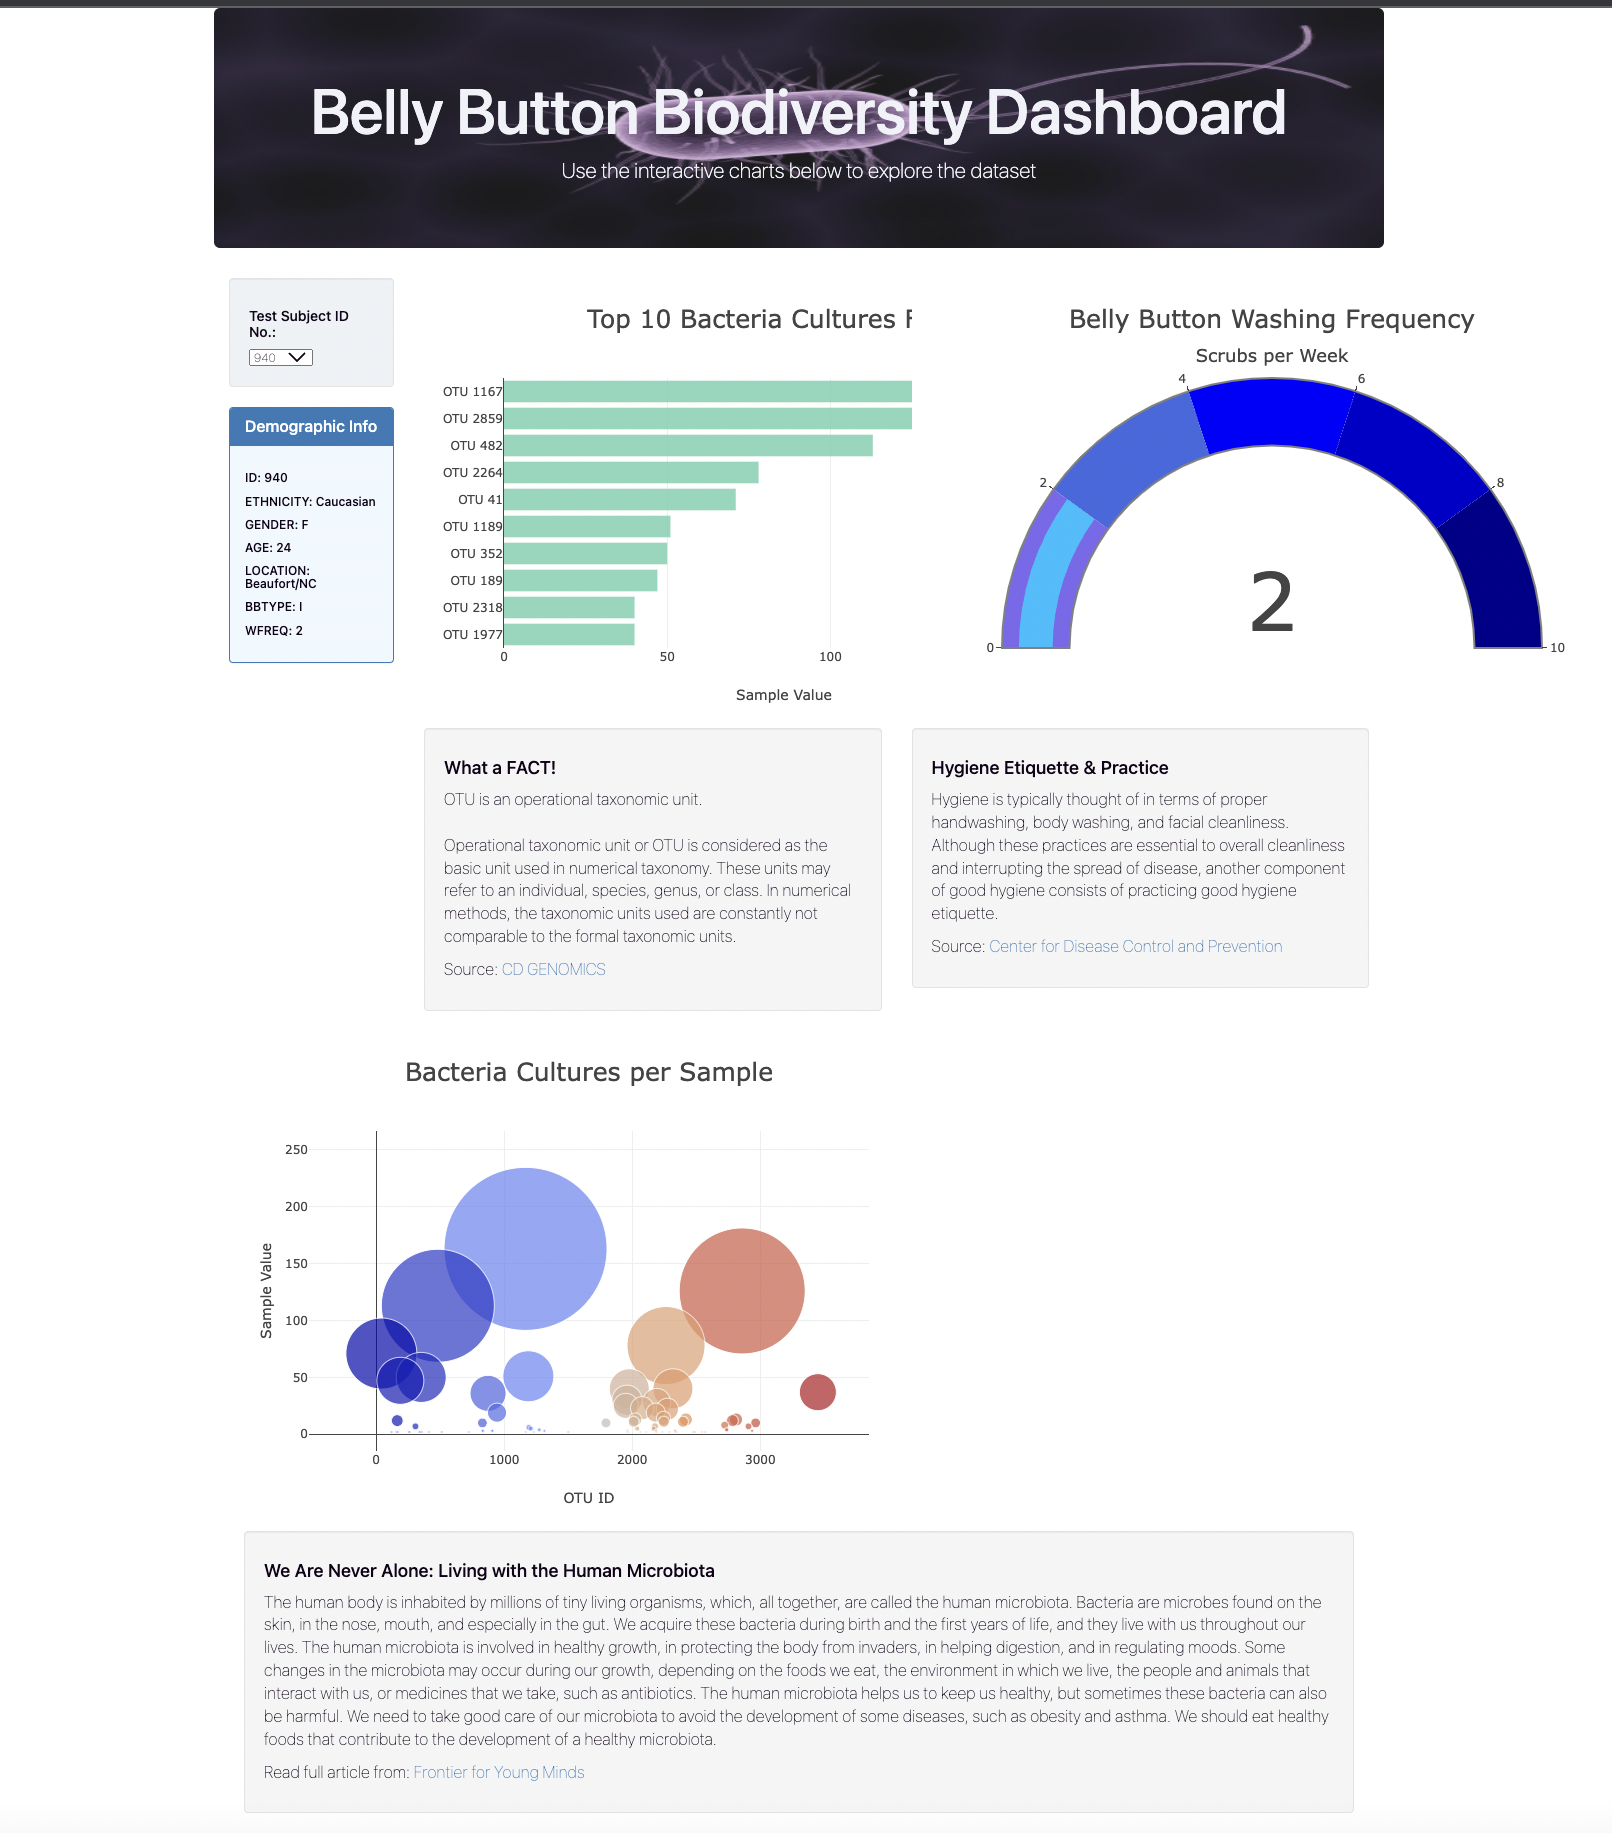 Belly Button Biodiversity Dashboard
Use the interactive charts below to explore the dataset
Test Subject ID
No.:
940
Demographic Info
ID: 940
ETHNICITY: Caucasian
GENDER: F
AGE: 24
LOCATION:
Beaufort/NC
BBTYPE: I
WFREQ: 2
Top 10 Bacteria Cultures F
OTU 1167
OTU 2859
OTU 482
OTU 2264
OTU 41
OTU 1189
OTU 352
OTU 189
OTU 2318
OTU 1977
0 50 100
Sample Value
Belly Button Washing Frequency
Scrubs per Week
0
2
4
6
8
10
2
What a FACT!
OTU is an operational taxonomic unit.
Operational taxonomic unit or OTU is considered as the
basic unit used in numerical taxonomy. These units may
refer to an individual, species, genus, or class. In numerical
methods, the taxonomic units used are constantly not
comparable to the formal taxonomic units.
Source: CD GENOMICS
Hygiene Etiquette & Practice
Hygiene is typically thought of in terms of proper
handwashing, body washing, and facial cleanliness.
Although these practices are essential to overall cleanliness
and interrupting the spread of disease, another component
of good hygiene consists of practicing good hygiene
etiquette.
Source: Center for Disease Control and Prevention
Bacteria Cultures per Sample
Sample Value
250
200
150
100
50
0
0 1000 2000 3000
OTU ID
We Are Never Alone: Living with the Human Microbiota
The human body is inhabited by millions of tiny living organisms, which, all together, are called the human microbiota. Bacteria are microbes found on the
skin, in the nose, mouth, and especially in the gut. We acquire these bacteria during birth and the first years of life, and they live with us throughout our
lives. The human microbiota is involved in healthy growth, in protecting the body from invaders, in helping digestion, and in regulating moods. Some
changes in the microbiota may occur during our growth, depending on the foods we eat, the environment in which we live, the people and animals that
interact with us, or medicines that we take, such as antibiotics. The human microbiota helps us to keep us healthy, but sometimes these bacteria can also
be harmful. We need to take good care of our microbiota to avoid the development of some diseases, such as obesity and asthma. We should eat healthy
foods that contribute to the development of a healthy microbiota.
Read full article from: Frontier for Young Minds